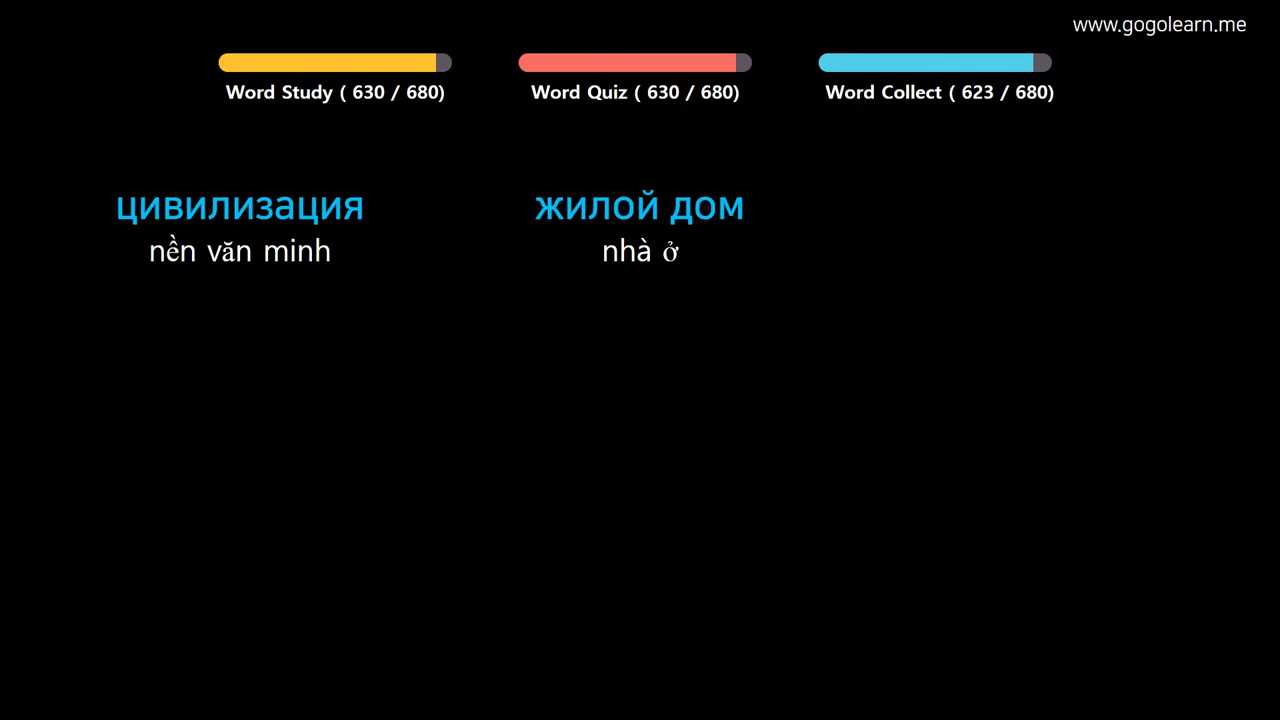 www.gogolearn.me
Word Study ( 630 / 680)
Word Quiz ( 630 / 680)
Word Collect ( 623 / 680)
цивилизация
nền văn minh
жилой дом
nhà ở